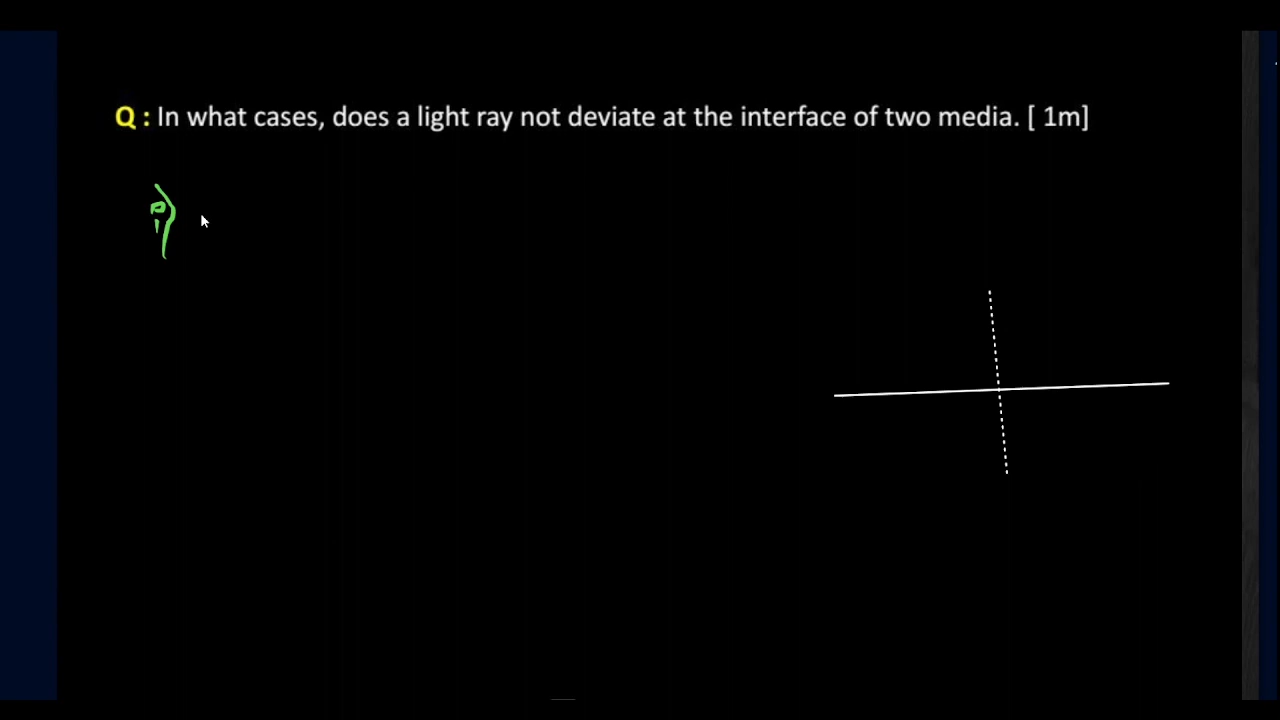 Q : In what cases, does a light ray not deviate at the interface of two media. [ 1m]